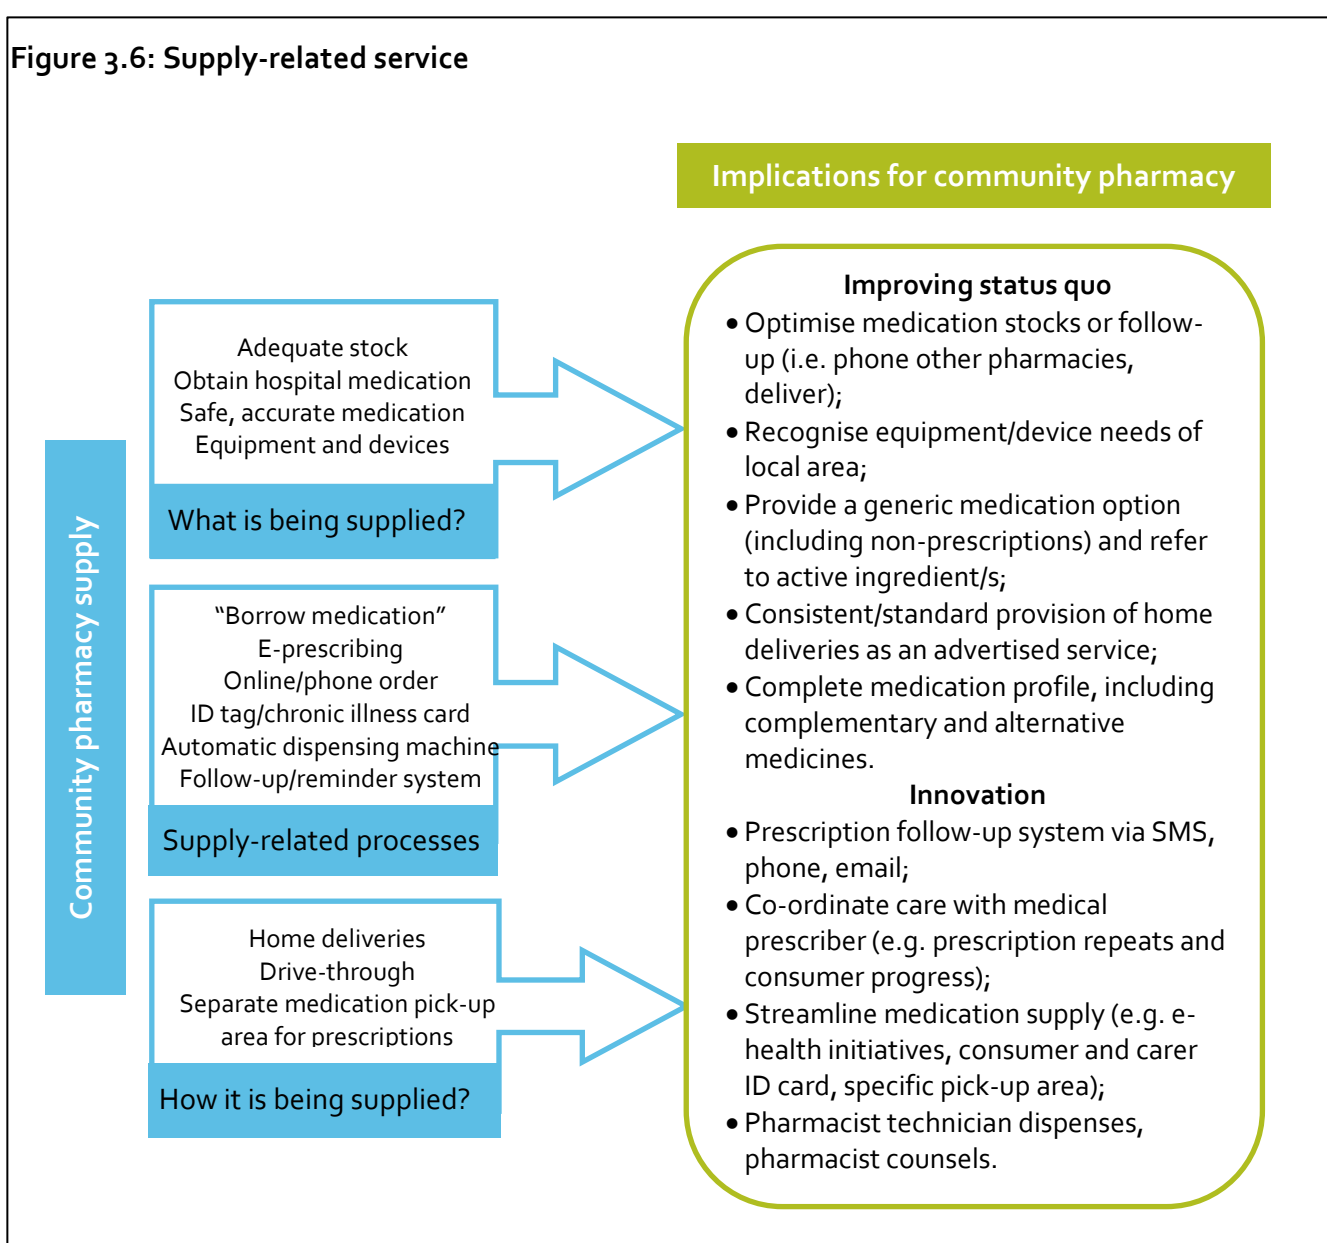 Figure 3.6: Supply-related service
Implications for community pharmacy
Community pharmacy supply
Adequate stock
Obtain hospital medication
Safe, accurate medication
Equipment and devices
What is being supplied?
“Borrow medication”
E-prescribing
Online/phone order
ID tag/chronic illness card
Automatic dispensing machine
Follow-up/reminder system
Supply-related processes
Home deliveries
Drive-through
Separate medication pick-up
area for prescriptions
How it is being supplied?
Improving status quo
• Optimise medication stocks or follow-
up (i.e. phone other pharmacies,
deliver);
• Recognise equipment/device needs of
local area;
• Provide a generic medication option
(including non-prescriptions) and refer
to active ingredient/s;
• Consistent/standard provision of home
deliveries as an advertised service;
• Complete medication profile, including
complementary and alternative
medicines.
Innovation
• Prescription follow-up system via SMS,
phone, email;
• Co-ordinate care with medical
prescriber (e.g. prescription repeats and
consumer progress);
• Streamline medication supply (e.g. e-
health initiatives, consumer and carer
ID card, specific pick-up area);
• Pharmacist technician dispenses,
pharmacist counsels.